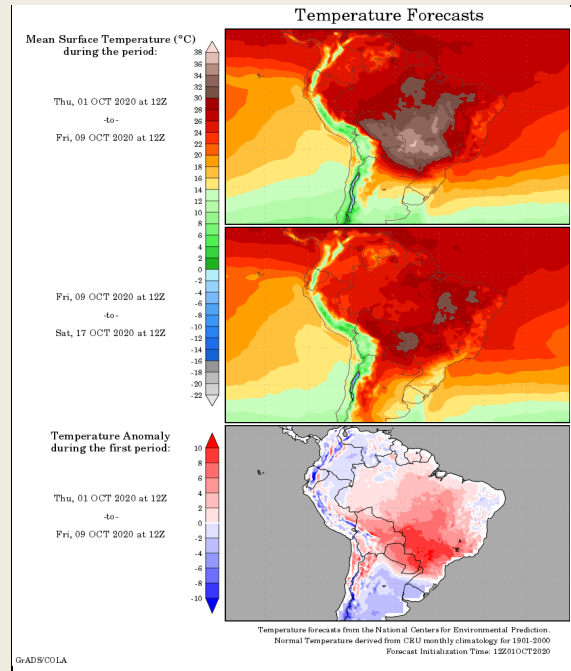 Temperature Forecasts
Mean Surface Temperature (°C)
during the period:
Thu, 01 OCT 2020 at 12Z
-to-
Fri, 09 OCT 2020 at 12Z
38
36
34
32
30
28
26
24
22
20
18
16
14
12
10
8
6
4
2
0
-2
-4
-6
-8
-10
-12
-14
-16
-18
-20
-22
Fri, 09 OCT 2020 at 12Z
-to-
Sat, 17 OCT 2020 at 12Z
Temperature Anomaly
during the first period:
Thu, 01 OCT 2020 at 12Z
-to-
Fri, 09 OCT 2020 at 12Z
10
8
6
4
2
0
-2
-4
-6
-8
-10
Temperature forecasts from the National Centers for Environmental Prediction.
Normal Temperature derived from CRU monthly climatology for 1901-2000
Forecast Initialization Time: 12Z01OCT2020
GrADS/COLA